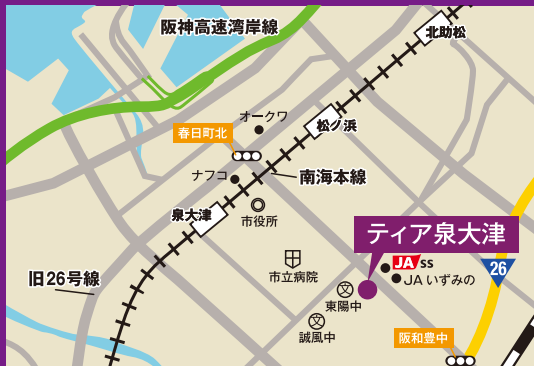 阪神高速湾岸線
北助松
オークワ
松ノ浜
春日町北
ナフコ
南海本線
泉大津
市役所
ティア泉大津
市立病院
JA SS
26
旧26号線
JA いずみの
東陽中
誠風中
阪和豊中